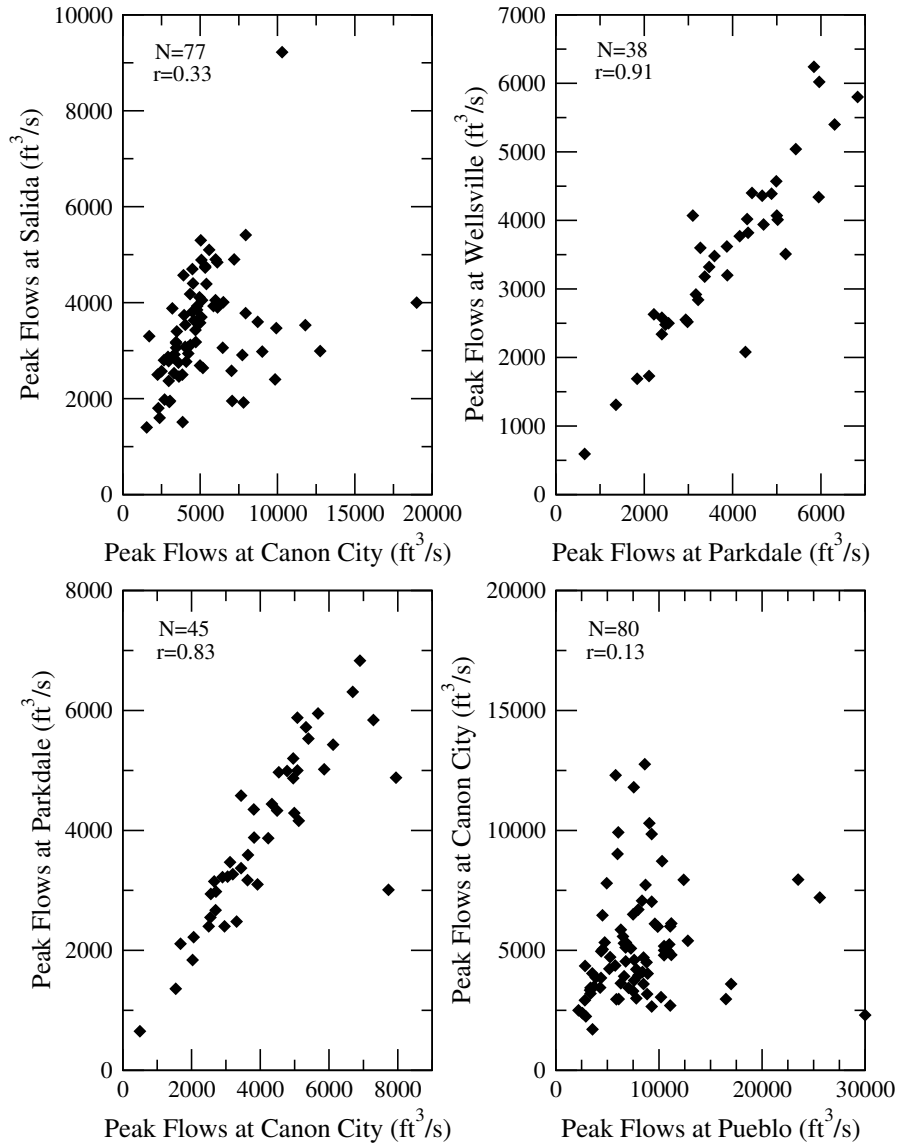 10000
8000
6000
4000
2000
0
N=77
r=0.33
Peak Flows at Salida (ft³/s)
0 5000 10000 15000 20000
Peak Flows at Canon City (ft³/s)
7000
6000
5000
4000
3000
2000
1000
0
N=38
r=0.91
Peak Flows at Wellsville (ft³/s)
0 2000 4000 6000
Peak Flows at Parkdale (ft³/s)
8000
6000
4000
2000
0
N=45
r=0.83
Peak Flows at Parkdale (ft³/s)
0 2000 4000 6000 8000
Peak Flows at Canon City (ft³/s)
20000
15000
10000
5000
0
N=80
r=0.13
Peak Flows at Canon City (ft³/s)
0 10000 20000 30000
Peak Flows at Pueblo (ft³/s)